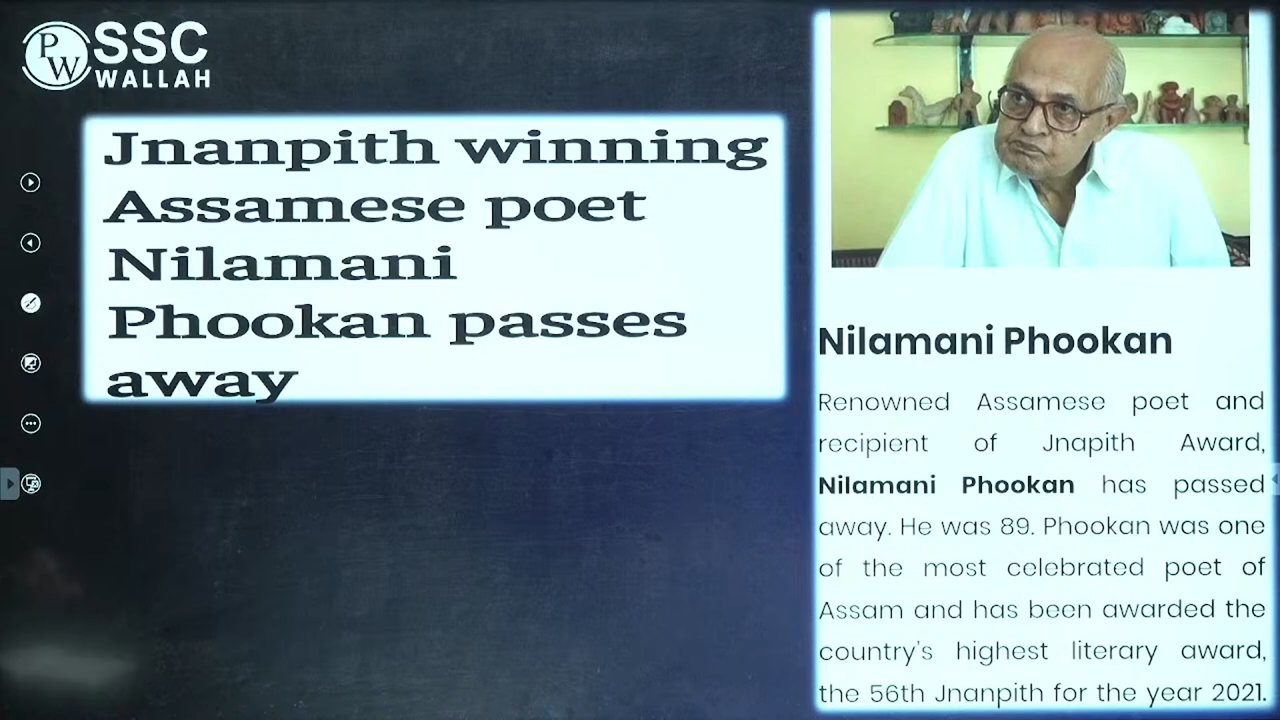 PW SSC
WALLAH
Jnanpith winning
Assamese poet
Nilamani
Phookan passes
away
Nilamani Phookan
Renowned Assamese poet and
recipient of Jnapith Award,
Nilamani Phookan has passed
away. He was 89. Phookan was one
of the most celebrated poet of
Assam and has been awarded the
country's highest literary award,
the 56th Jnanpith for the year 2021.